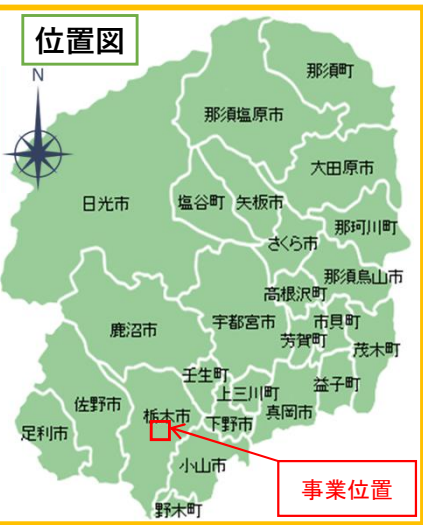 位置図
N
那須町
那須塩原市
大田原市
日光市
塩谷町
矢板市
那珂川町
さくら市
那須烏山市
高根沢町
鹿沼市
宇都宮市
市貝町
芳賀町
茂木町
壬生町
上三川町
益子町
佐野市
栃木市
下野市
真岡市
足利市
小山市
事業位置
野木町